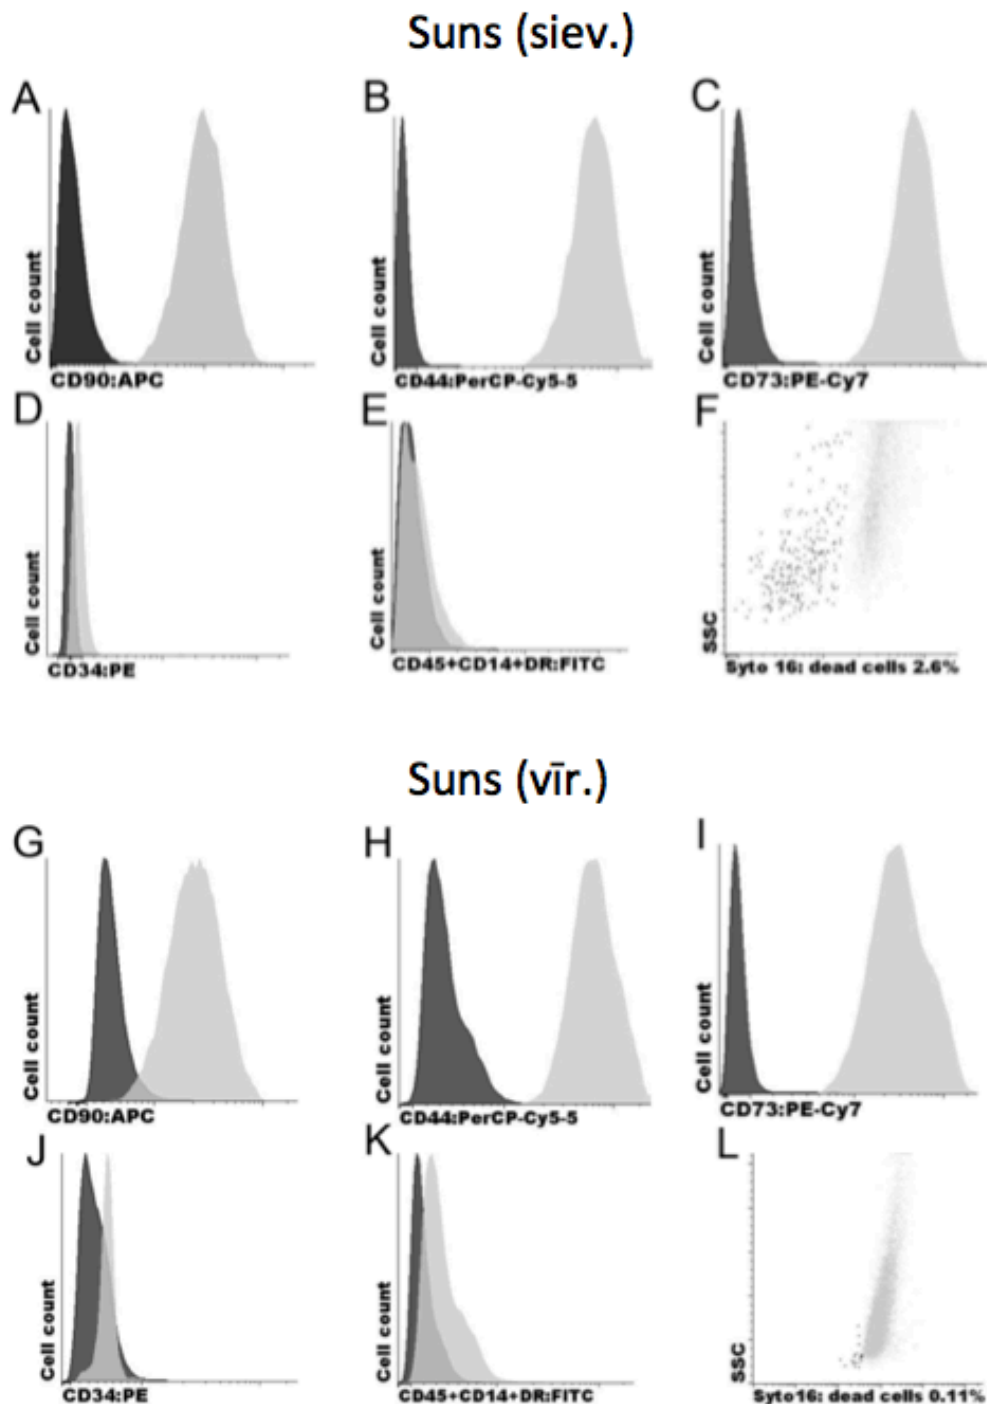 Suns (siev.)
A
B
C
Cell count
CD90:APC
Cell count
CD44:PerCP-Cy5-5
Cell count
CD73:PE-Cy7
D
E
F
Cell count
CD34:PE
Cell count
CD45+CD14+DR:FITC
SSC
Syto 16: dead cells 2.6%
Suns (vīr.)
G
H
I
Cell count
CD90:APC
Cell count
CD44:PerCP-Cy5-5
Cell count
CD73:PE-Cy7
J
K
L
Cell count
CD34:PE
Cell count
CD45+CD14+DR:FITC
SSC
Syto16: dead cells 0.11%